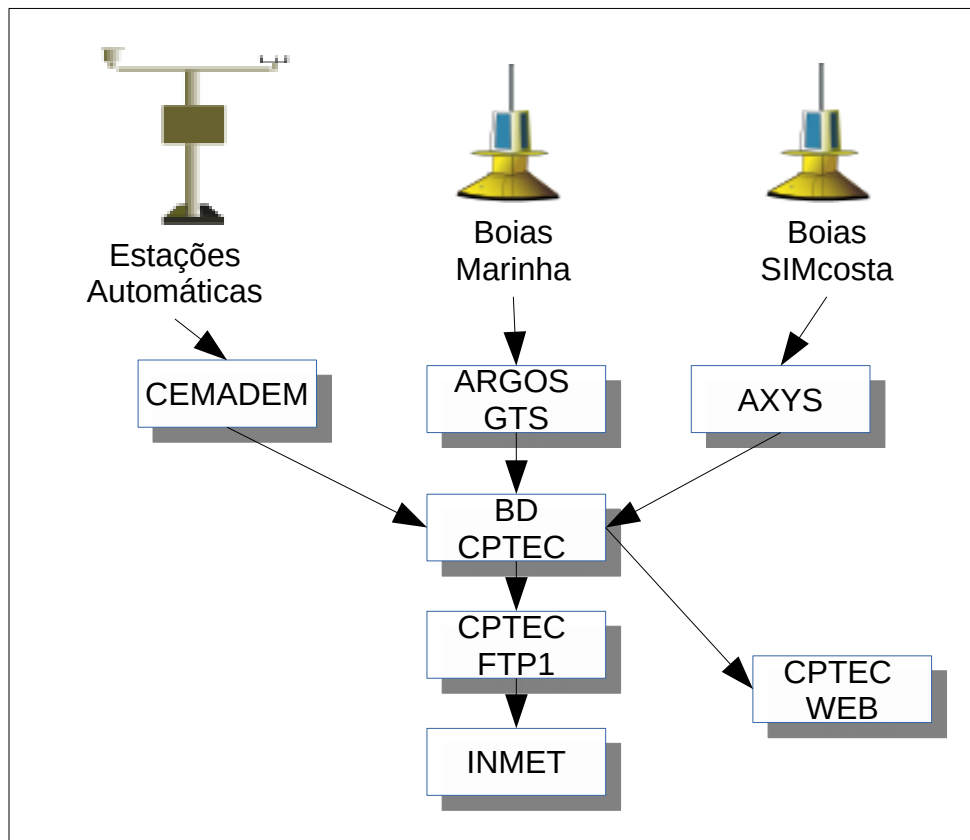 Estações
Automáticas
Boias
Marinha
Boias
SIMcosta
CEMADEM
ARGOS
GTS
AXYS
BD
CPTEC
CPTEC
FTP1
CPTEC
WEB
INMET